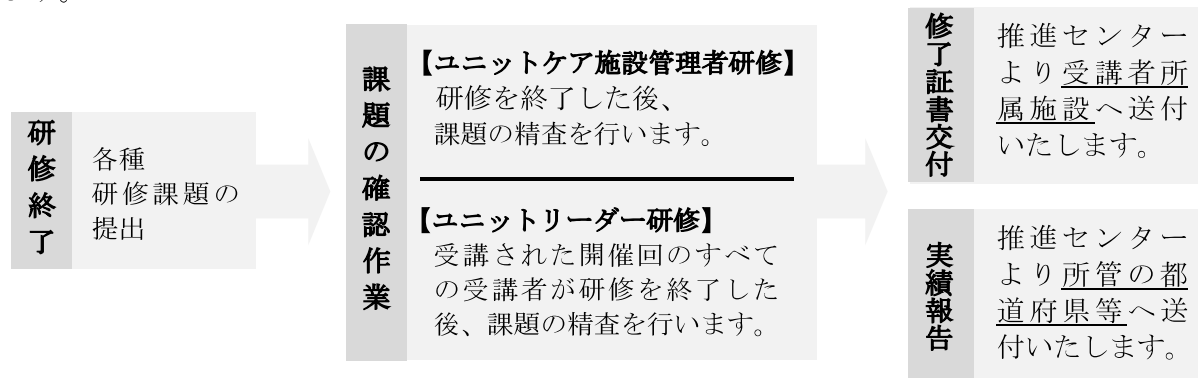 ます。
研修終了
各種
研修課題の
提出
課題の確認作業
【ユニットケア施設管理者研修】
研修を終了した後、
課題の精査を行います。
【ユニットリーダー研修】
受講された開催回のすべて
の受講者が研修を終了した
後、課題の精査を行います。
修了証書交付
推進センター
より受講者所
属施設へ送付
いたします。
実績報告
推進センター
より所管の都
道府県等へ送
付いたします。